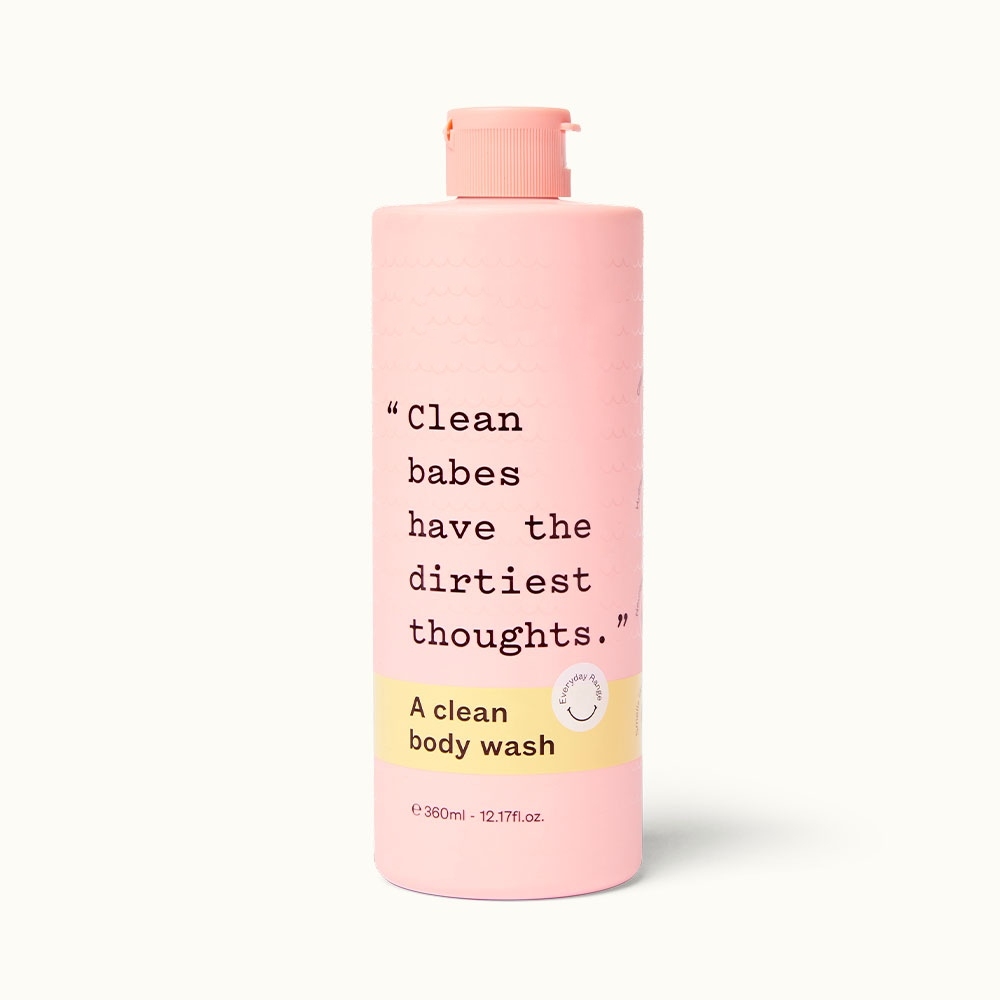 “Clean
babes
have the
dirtiest
thoughts.”
Everyday Range
A clean
body wash
℮ 360ml - 12.17fl.oz.